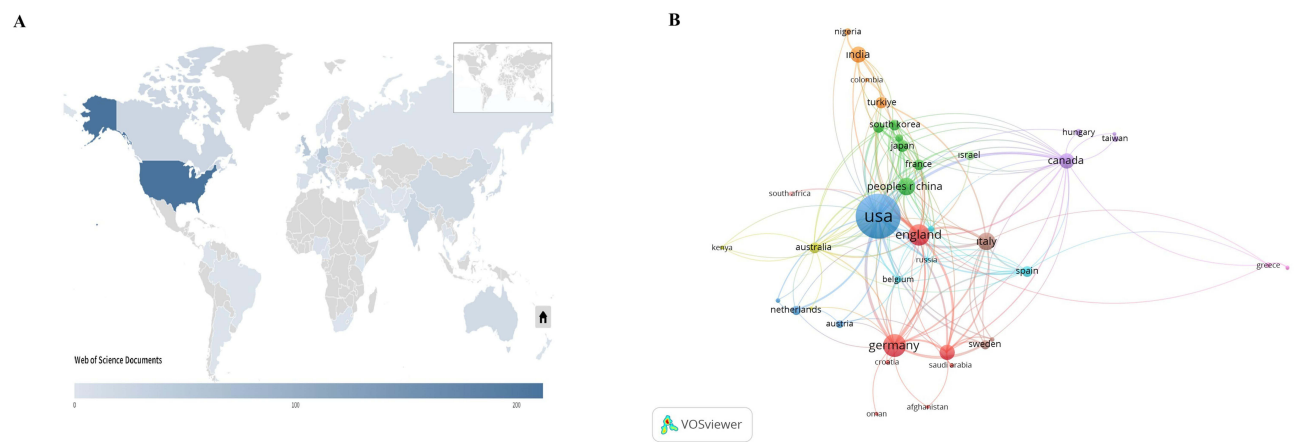 A
Web of Science Documents
0
100
200
B
nigeria
india
colombia
turkiye
south korea
japan
hungary
taiwan
france
israel
canada
peoples r china
south africa
usa
england
italy
kenya
australia
russia
spain
greece
belgium
netherlands
austria
germany
sweden
croatia
saudi arabia
afghanistan
oman
VOSviewer